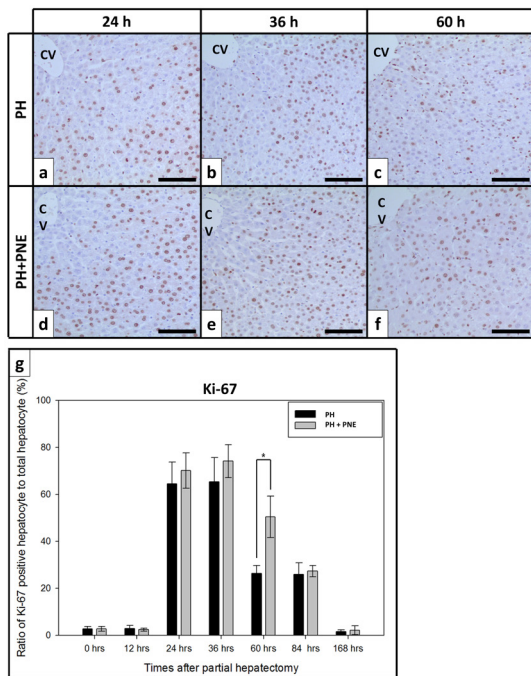 24 h 36 h 60 h
PH
CV CV CV
a b c
PH+PNE
C V C V C V
d e f
g
Ki-67
Ratio of Ki-67 positive hepatocyte to total hepatocyte (%)
PH
PH + PNE
*
100
80
60
40
20
0
0 hrs 12 hrs 24 hrs 36 hrs 60 hrs 84 hrs 168 hrs
Times after partial hepatectomy